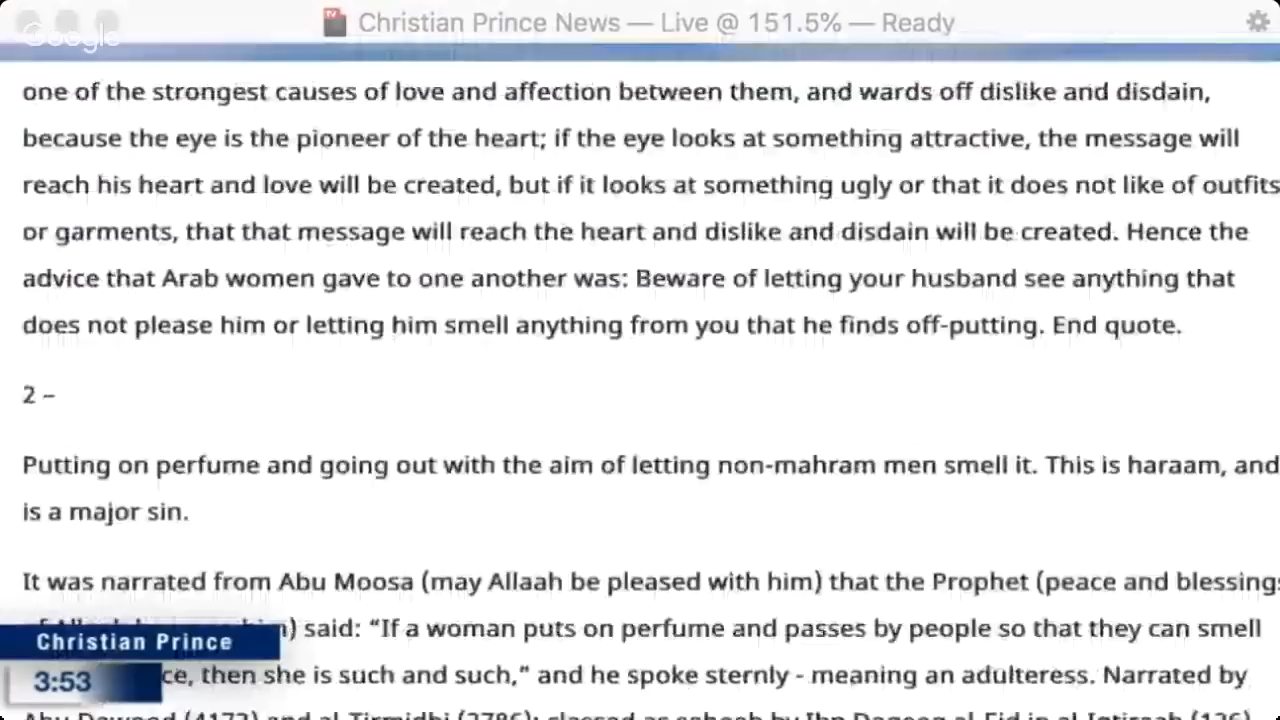 Google
Christian Prince News — Live @ 151.5% — Ready
one of the strongest causes of love and affection between them, and wards off dislike and disdain,
because the eye is the pioneer of the heart; if the eye looks at something attractive, the message will
reach his heart and love will be created, but if it looks at something ugly or that it does not like of outfits
or garments, that that message will reach the heart and dislike and disdain will be created. Hence the
advice that Arab women gave to one another was: Beware of letting your husband see anything that
does not please him or letting him smell anything from you that he finds off-putting. End quote.
2 –
Putting on perfume and going out with the aim of letting non-mahram men smell it. This is haraam, and
is a major sin.
It was narrated from Abu Moosa (may Allaah be pleased with him) that the Prophet (peace and blessings
said: “If a woman puts on perfume and passes by people so that they can smell
then she is such and such,” and he spoke sternly - meaning an adulteress. Narrated by
Christian Prince
3:53